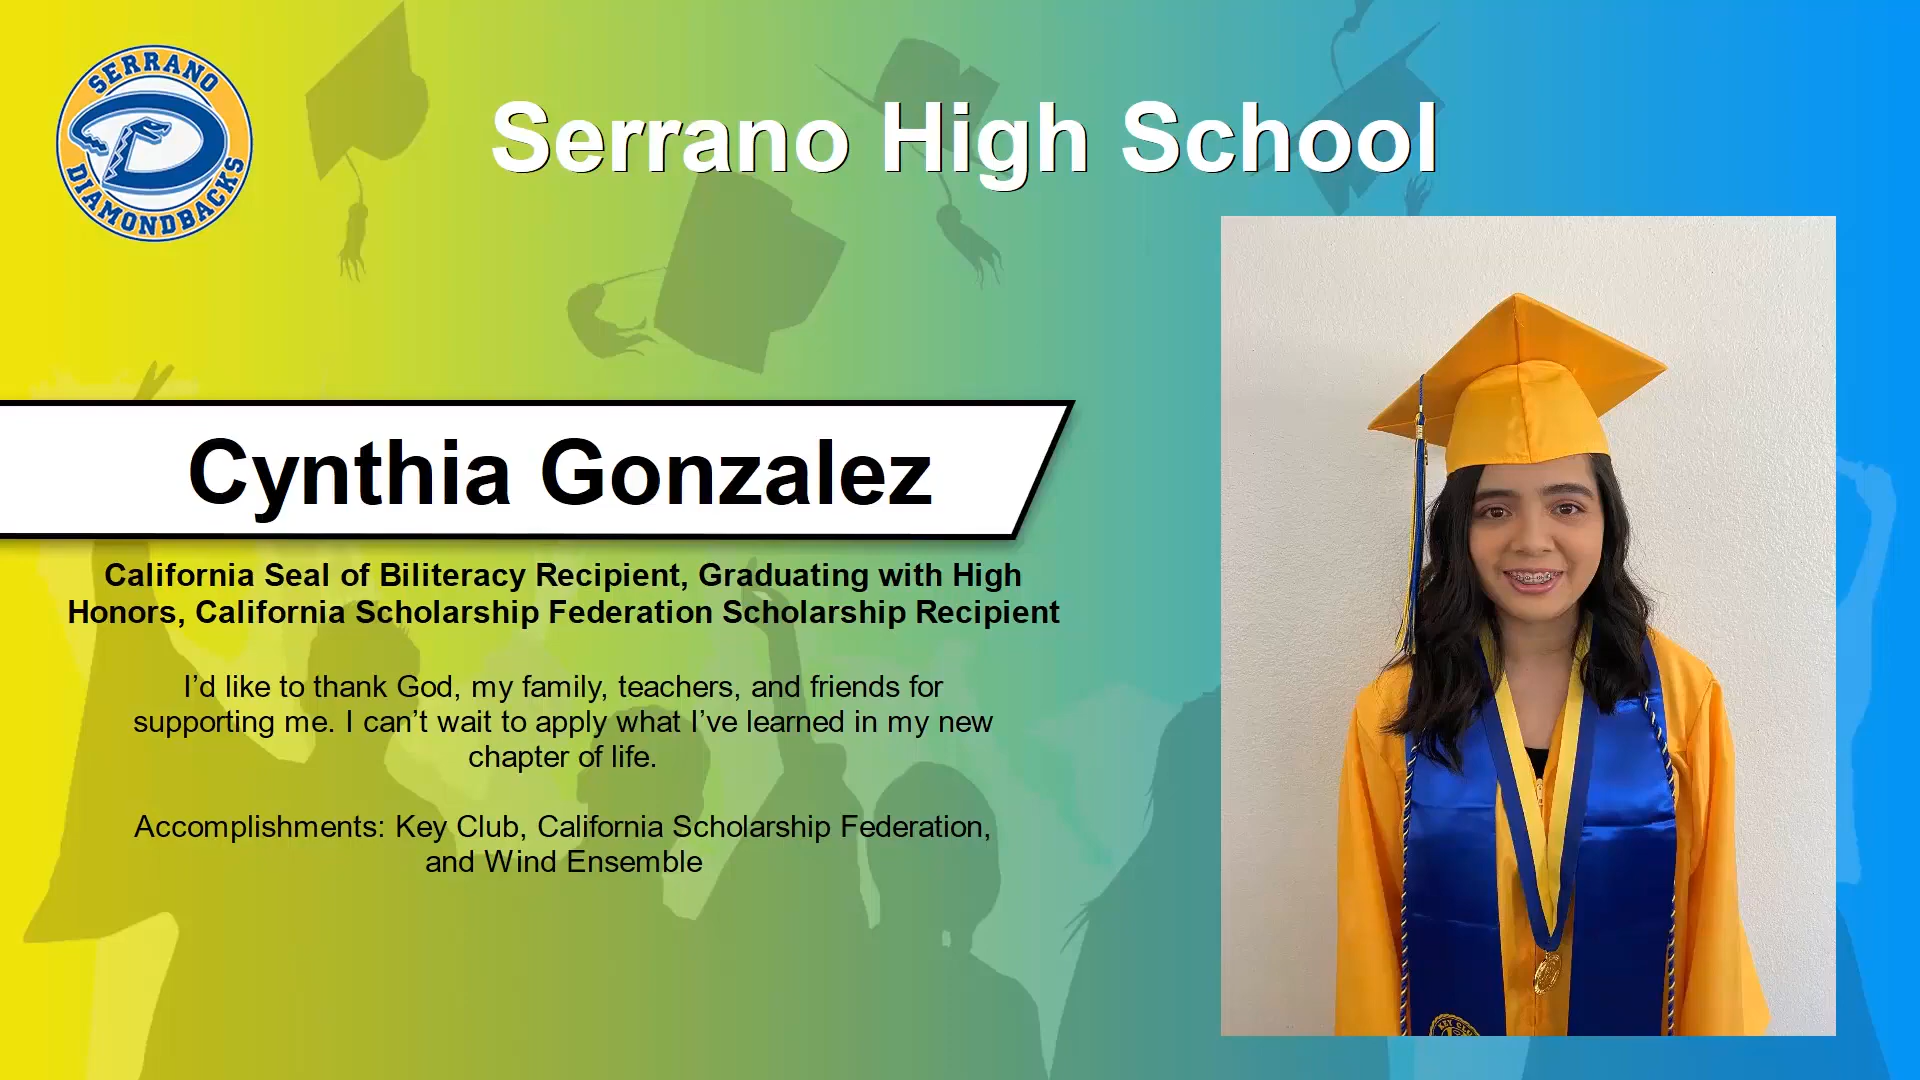 SERRANO
DIAMONDBACKS
Serrano High School
Cynthia Gonzalez
California Seal of Biliteracy Recipient, Graduating with High
Honors, California Scholarship Federation Scholarship Recipient
I’d like to thank God, my family, teachers, and friends for
supporting me. I can’t wait to apply what I’ve learned in my new
chapter of life.
Accomplishments: Key Club, California Scholarship Federation,
and Wind Ensemble
KEY CLUB